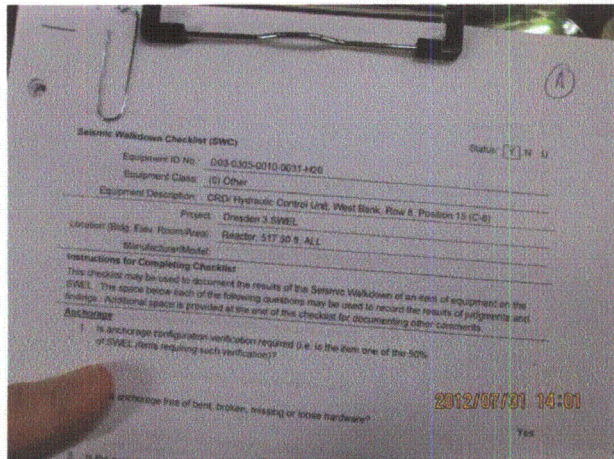 A
Seismic Walkdown Checklist (SWC)
Status: Y N U
Equipment ID No.: D03-0305-0010-0031-H26
Equipment Class: (0) Other
Equipment Description: CRD/ Hydraulic Control Unit, West Bank, Row 8, Position 15 (C-6)
Project: Dresden 3 SWEL
Location (Bldg, Elev, Room/Area): Reactor, 517.50 ft, ALL
Manufacturer/Model:
Instructions for Completing Checklist
This checklist may be used to document the results of the Seismic Walkdown of an item of equipment on the
SWEL. The space below each of the following questions may be used to record the results of judgments and
findings. Additional space is provided at the end of this checklist for documenting other comments.
Anchorage
1. Is anchorage configuration verification required (i.e. is the item one of the 50%
of SWEL items requiring such verification)?
anchorage free of bent, broken, missing or loose hardware?
2012/07/31 14:01
Yes